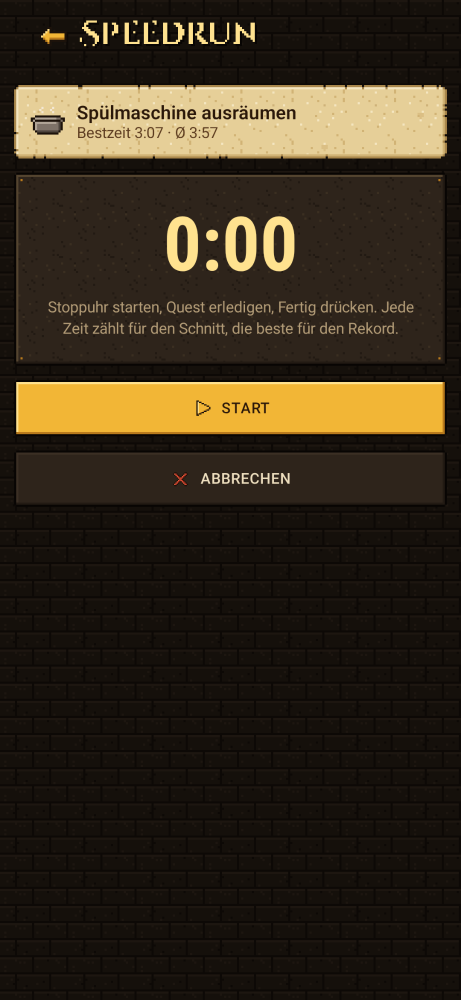 SPEEDRUN
Spülmaschine ausräumen
Bestzeit 3:07 · Ø 3:57
0:00
Stoppuhr starten, Quest erledigen, Fertig drücken. Jede
Zeit zählt für den Schnitt, die beste für den Rekord.
START
ABBRECHEN